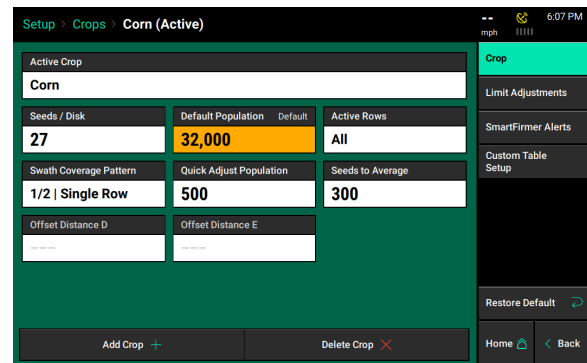 Setup > Crops > Corn (Active)
-- 6:07 PM
mph
Active Crop
Corn
Seeds / Disk
27
Default Population Default
32,000
Active Rows
All
Swath Coverage Pattern
1/2 | Single Row
Quick Adjust Population
500
Seeds to Average
300
Offset Distance D
---
Offset Distance E
---
Add Crop
Delete Crop
Crop
Limit Adjustments
SmartFirmer Alerts
Custom Table
Setup
Restore Default
Home
< Back